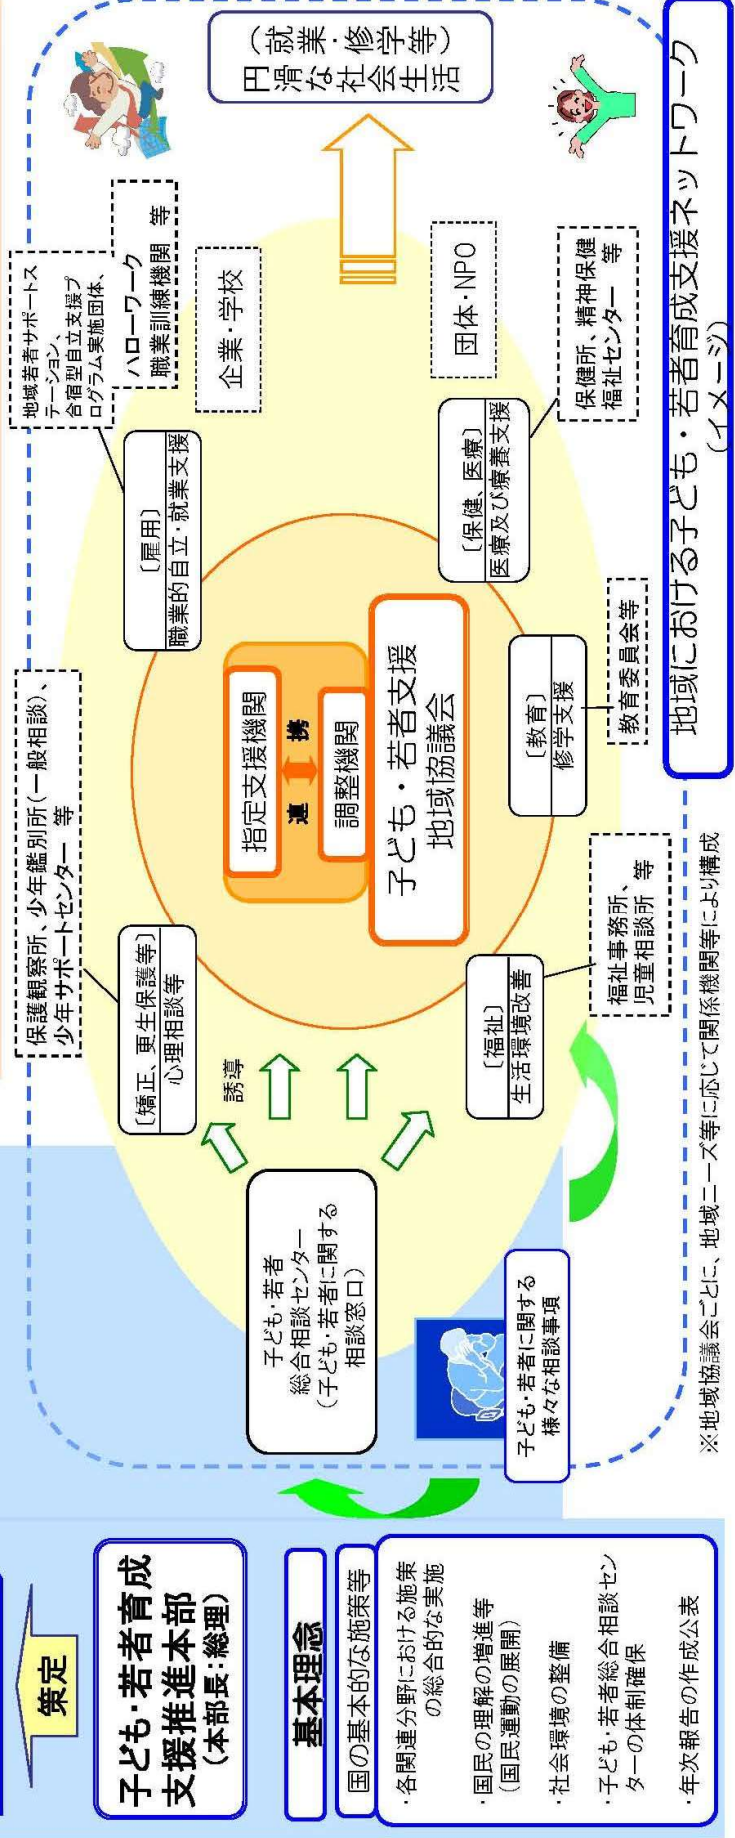 策定
子ども・若者育成
支援推進本部
（本部長：総理）
基本理念
国の基本的な施策等
・各関連分野における施策
の総合的な実施
・国民の理解の増進等
（国民運動の展開）
・社会環境の整備
・子ども・若者総合相談セン
ターの体制確保
・年次報告の作成公表
子ども・若者
総合相談センター
（子ども・若者に関する
相談窓口）
子ども・若者に関する
様々な相談事項
誘導
保護観察所、少年鑑別所（一般相談）、
少年サポートセンター 等
〔矯正、更生保護等〕
心理相談等
〔福祉〕
生活環境改善
福祉事務所、
児童相談所 等
指定支援機関
連 携
調整機関
子ども・若者支援
地域協議会
〔教育〕
修学支援
教育委員会等
地域若者サポートス
テーション、
合宿型自立支援プ
ログラム実施団体、
ハローワーク
職業訓練機関 等
〔雇用〕
職業的自立・就業支援
企業・学校
〔保健、医療〕
医療及び療養支援
団体・NPO
保健所、精神保健
福祉センター 等
（就業・修学等）
円滑な社会生活
地域における子ども・若者育成支援ネットワーク
（イメージ）
※地域協議会ごとに、地域ニーズ等に応じて関係機関等により構成